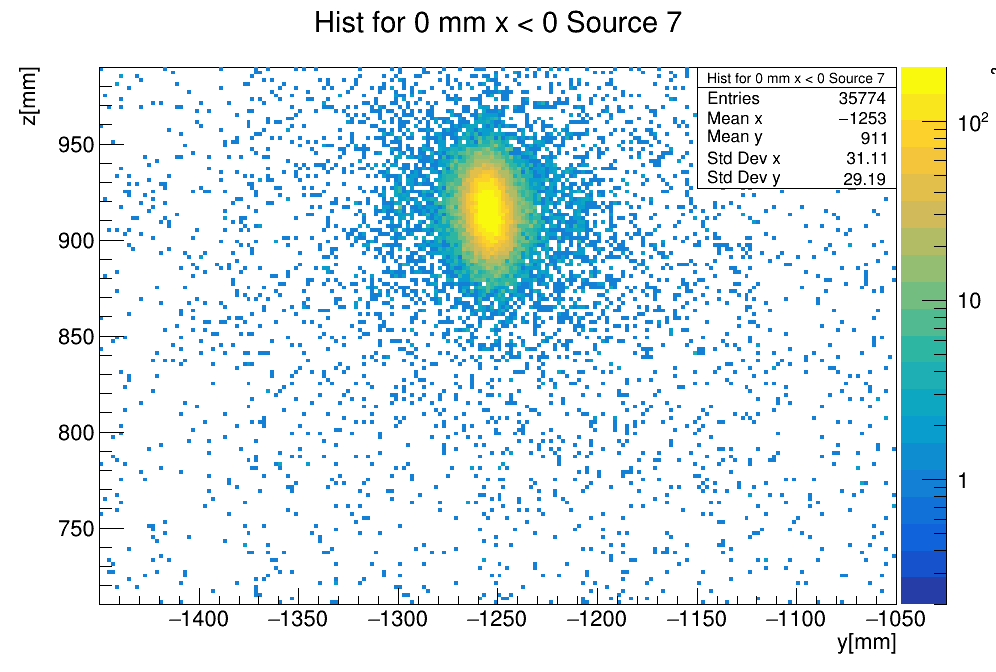 Hist for 0 mm x < 0 Source 7
z[mm]
Hist for 0 mm x < 0 Source 7
Entries 35774
Mean x −1253
Mean y 911
Std Dev x 31.11
Std Dev y 29.19
950
900
850
800
750
10²
10
1
−1400 −1350 −1300 −1250 −1200 −1150 −1100 −1050
y[mm]